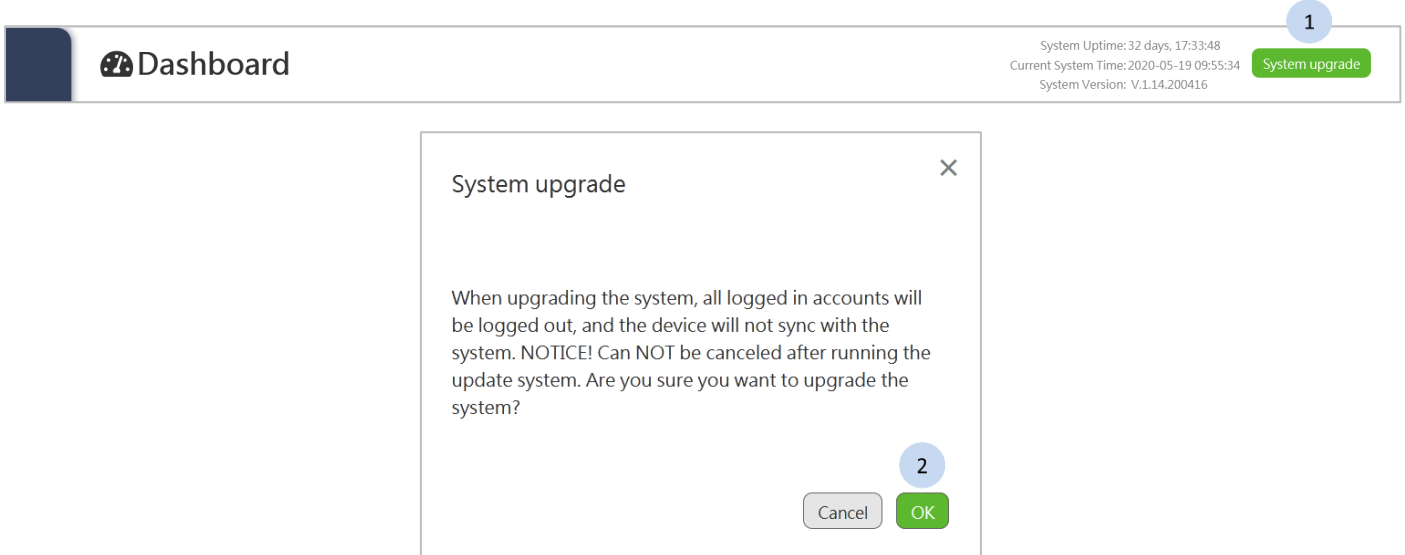 1
Dashboard
System Uptime: 32 days, 17:33:48
Current System Time: 2020-05-19 09:55:34
System Version: V.1.14.200416
System upgrade
System upgrade
When upgrading the system, all logged in accounts will
be logged out, and the device will not sync with the
system. NOTICE! Can NOT be canceled after running the
update system. Are you sure you want to upgrade the
system?
2
Cancel
OK